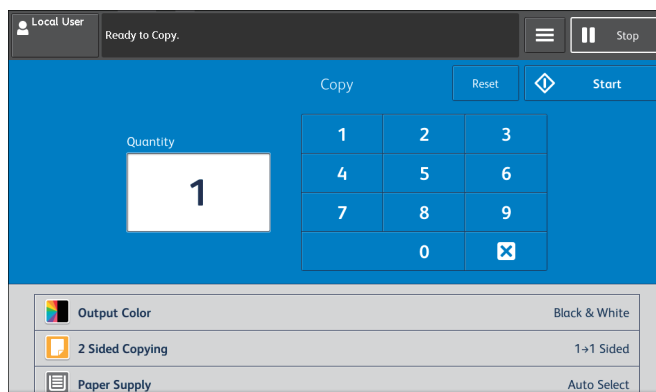 Local User
Ready to Copy.
Stop
Copy
Reset
Start
Quantity
1
1 2 3
4 5 6
7 8 9
0
Output Color Black & White
2 Sided Copying 1→1 Sided
Paper Supply Auto Select